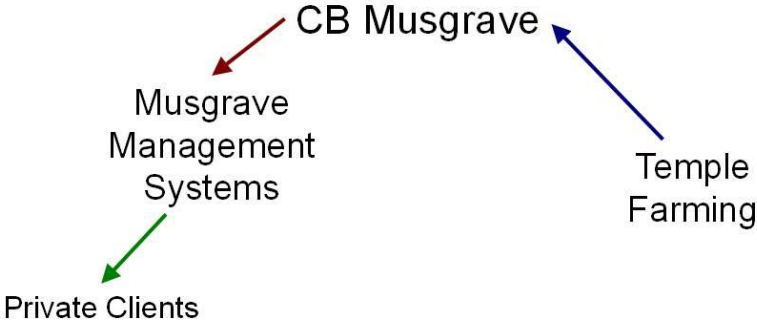 CB Musgrave
Musgrave
Management
Systems
Temple
Farming
Private Clients